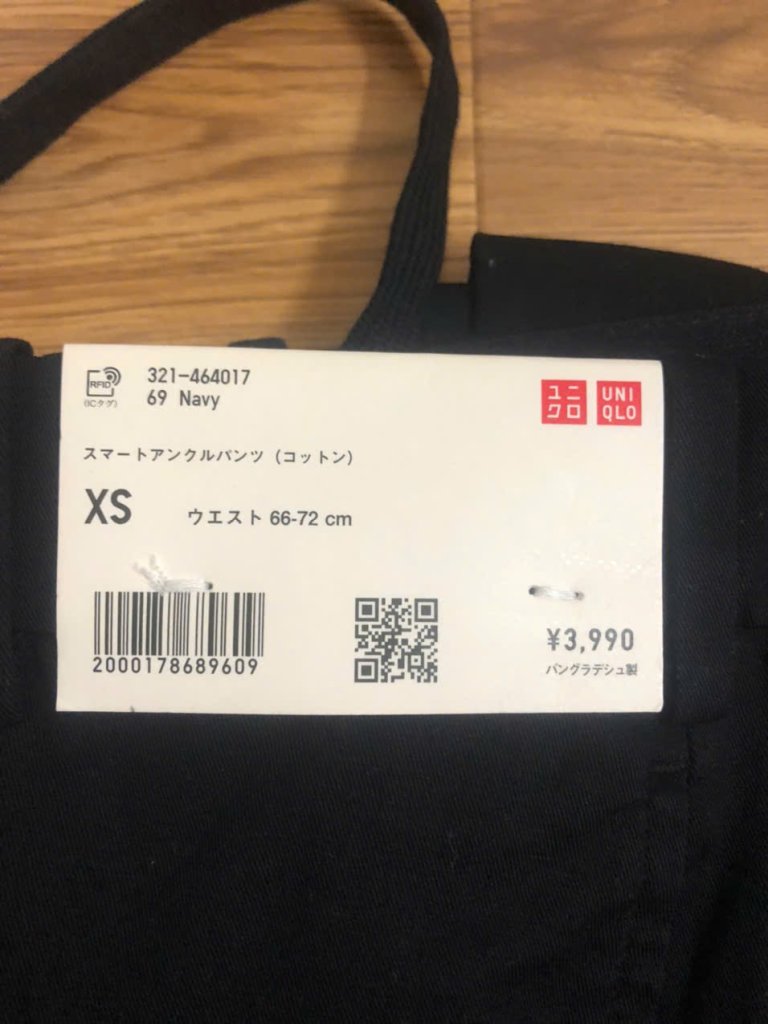 RFID
(ICタグ)
321-464017
69 Navy
ユニ
クロ
UNI
QLO
スマートアンクルパンツ（コットン）
XS
ウエスト 66-72 cm
2000178689609
¥3,990
バングラデシュ製